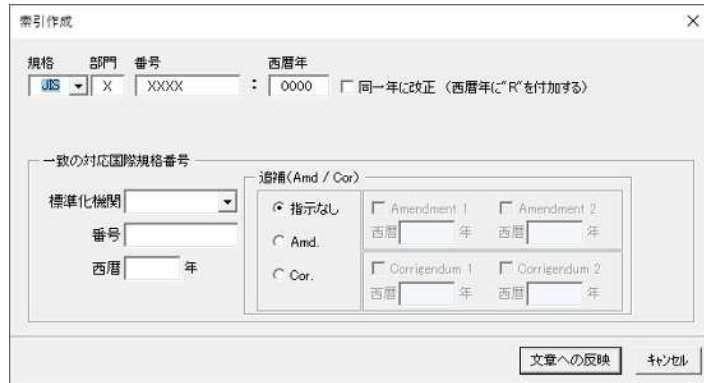 索引作成
規格 部門 番号 西暦年
JIS X XXXX : 0000 同一年に改正 (西暦年に"R"を付加する)
一致の対応国際規格番号
追補(Amd / Cor)
標準化機関
番号
西暦 年
指示なし
Amd.
Cor.
Amendment 1 Amendment 2
西暦 年 西暦 年
Corrigendum 1 Corrigendum 2
西暦 年 西暦 年
文章への反映 キャンセル